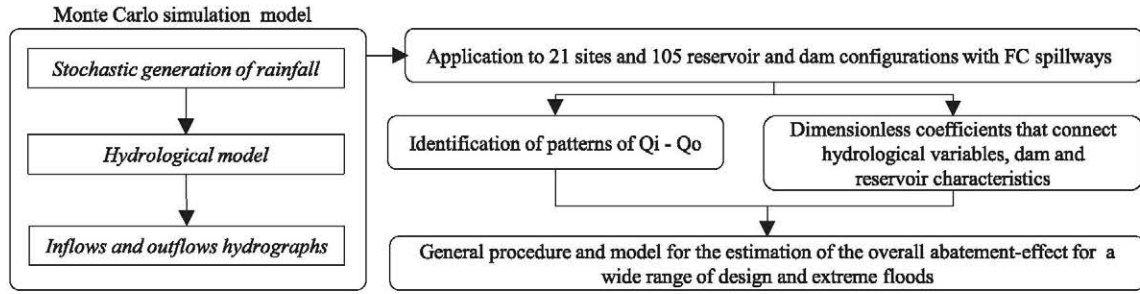 Monte Carlo simulation model
Stochastic generation of rainfall
Hydrological model
Inflows and outflows hydrographs
Application to 21 sites and 105 reservoir and dam configurations with FC spillways
Identification of patterns of Qi - Qo
Dimensionless coefficients that connect
hydrological variables, dam and
reservoir characteristics
General procedure and model for the estimation of the overall abatement-effect for a
wide range of design and extreme floods